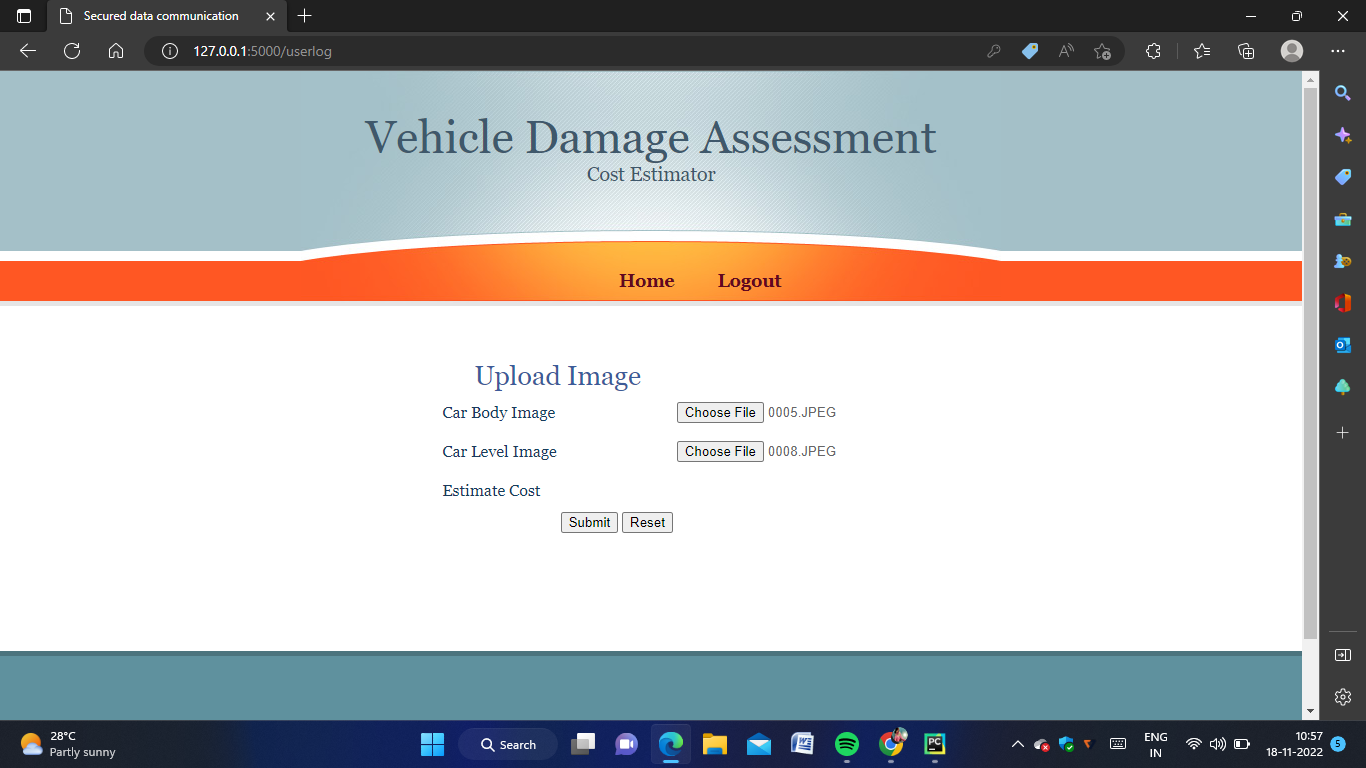 Secured data communication
127.0.0.1:5000/userlog
Vehicle Damage Assessment
Cost Estimator
Home Logout
Upload Image
Car Body Image Choose File 0005.JPEG
Car Level Image Choose File 0008.JPEG
Estimate Cost
Submit Reset
28°C
Partly sunny
Search
ENG
IN
10:57
18-11-2022
5